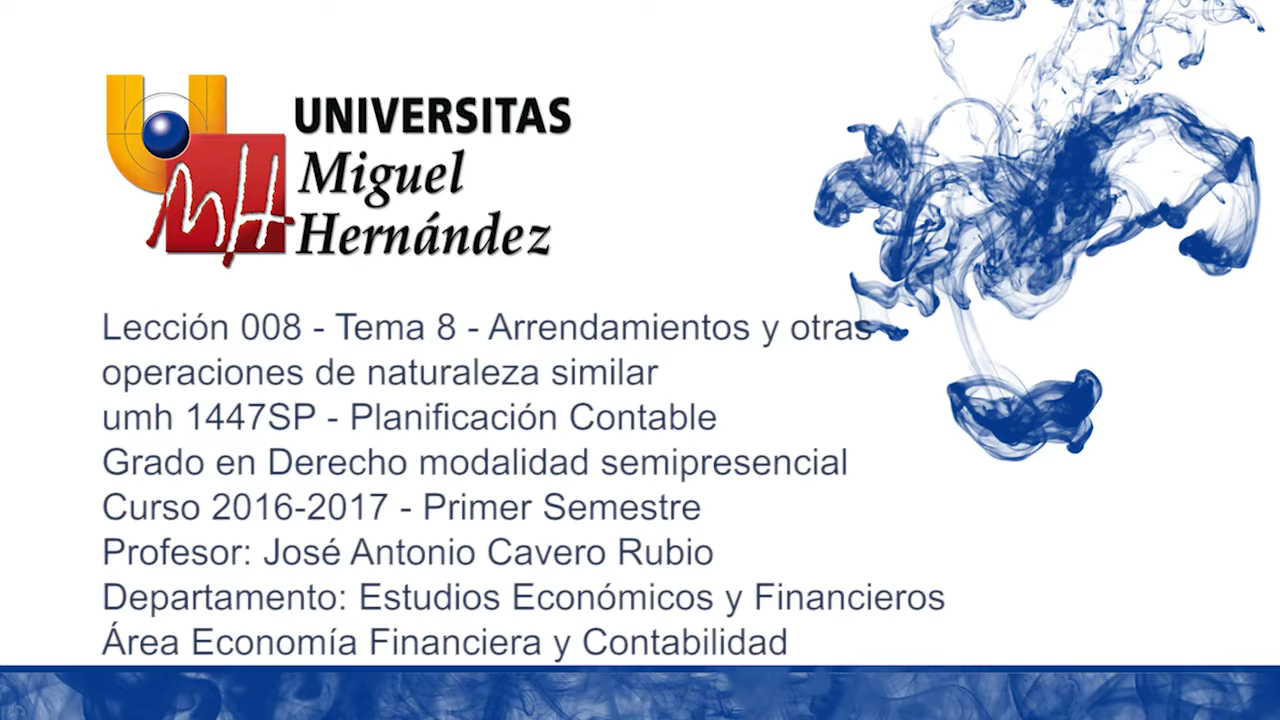 UNIVERSITAS
Miguel
Hernández
MH
Lección 008 - Tema 8 - Arrendamientos y otras
operaciones de naturaleza similar
umh 1447SP - Planificación Contable
Grado en Derecho modalidad semipresencial
Curso 2016-2017 - Primer Semestre
Profesor: José Antonio Cavero Rubio
Departamento: Estudios Económicos y Financieros
Área Economía Financiera y Contabilidad